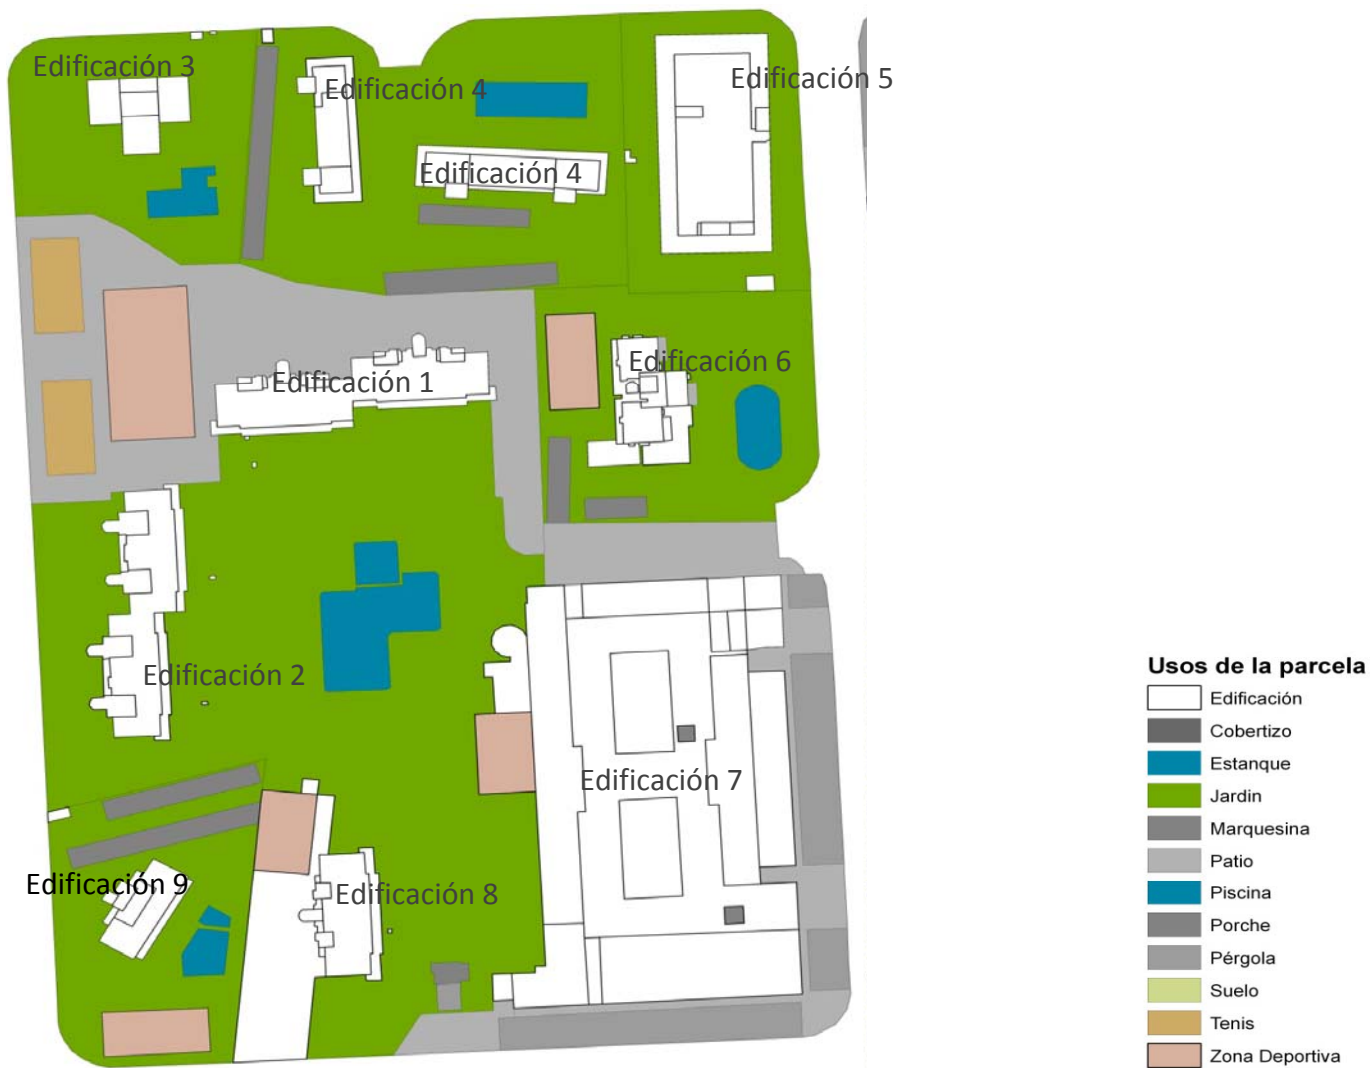 Edificación 3
Edificación 4
Edificación 5
Edificación 4
Edificación 1
Edificación 6
Edificación 2
Edificación 7
Edificación 9
Edificación 8
Usos de la parcela
Edificación
Cobertizo
Estanque
Jardin
Marquesina
Patio
Piscina
Porche
Pérgola
Suelo
Tenis
Zona Deportiva